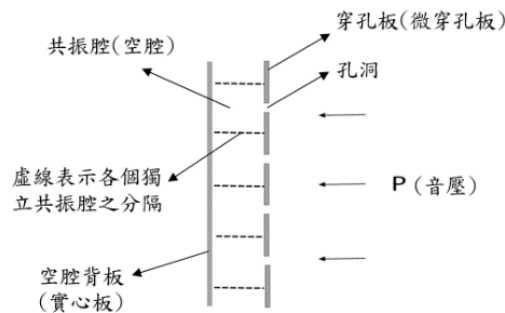 穿孔板(微穿孔板)
共振腔(空腔)
孔洞
虛線表示各個獨
立共振腔之分隔
P(音壓)
空腔背板
(實心板)